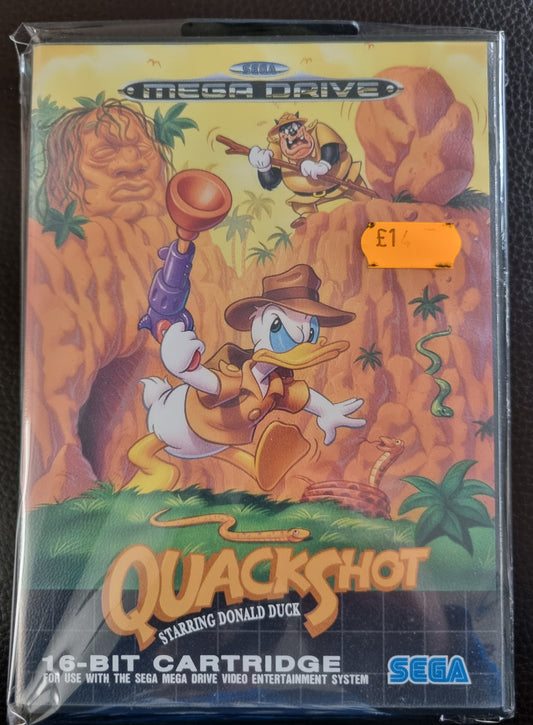 SEGA
MEGA DRIVE
£14
QUACKSHOT
STARRING DONALD DUCK
16-BIT CARTRIDGE
FOR USE WITH THE SEGA MEGA DRIVE VIDEO ENTERTAINMENT SYSTEM
SEGA